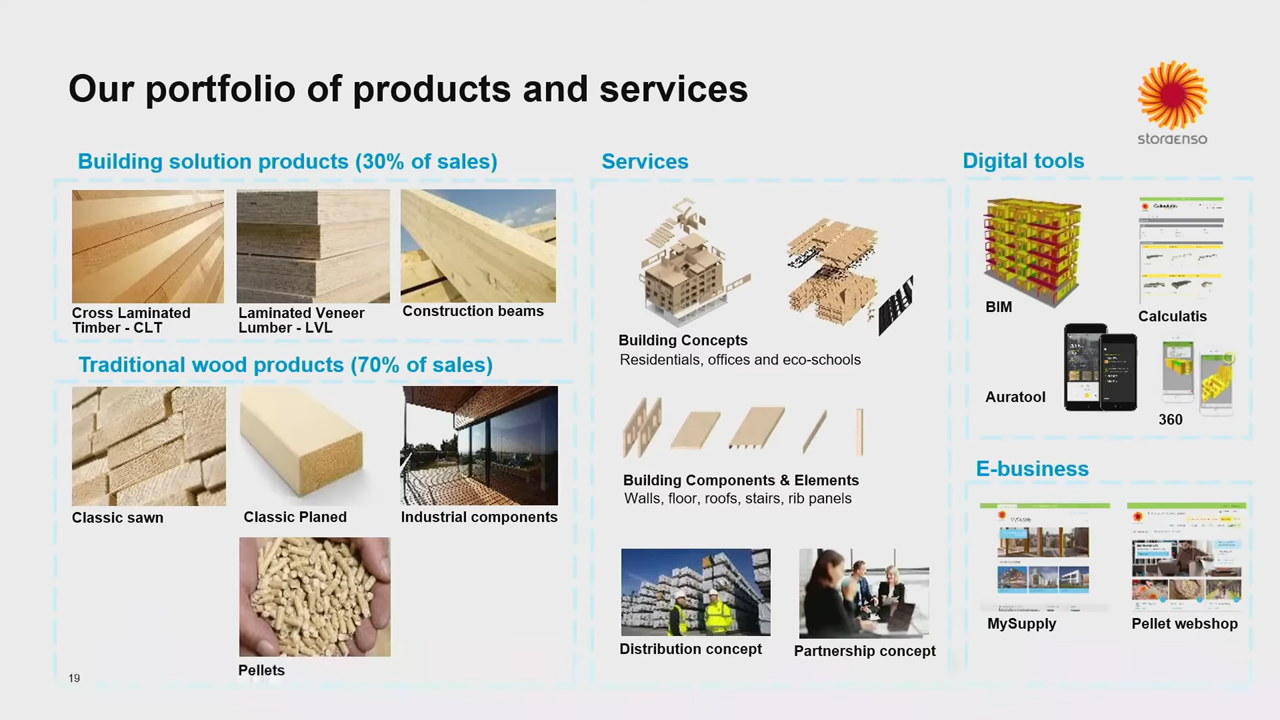 Our portfolio of products and services
storaenso
Building solution products (30% of sales)
Cross Laminated
Timber - CLT
Laminated Veneer
Lumber - LVL
Construction beams
Traditional wood products (70% of sales)
Classic sawn
Classic Planed
Industrial components
Pellets
19
Services
Building Concepts
Residentials, offices and eco-schools
Building Components & Elements
Walls, floor, roofs, stairs, rib panels
Distribution concept
Partnership concept
Digital tools
BIM
Calculatis
Calculatis
Auratool
360
E-business
MySupply
MySupply
Pellet webshop